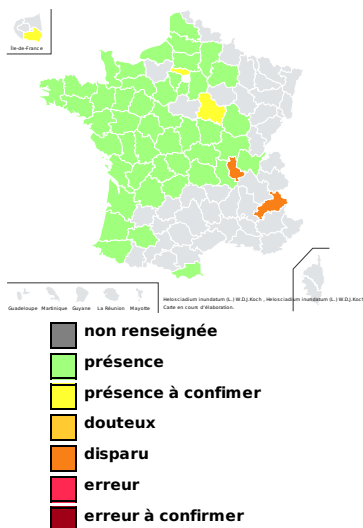 Île-de-France
Guadeloupe Martinique Guyane La Réunion Mayotte
Helosciadium inundatum (L.) W.D.J.Koch , Helosciadium inundatum (L.) W.D.J.Koch
Carte en cours d'élaboration.
non renseignée
présence
présence à confimer
douteux
disparu
erreur
erreur à confirmer